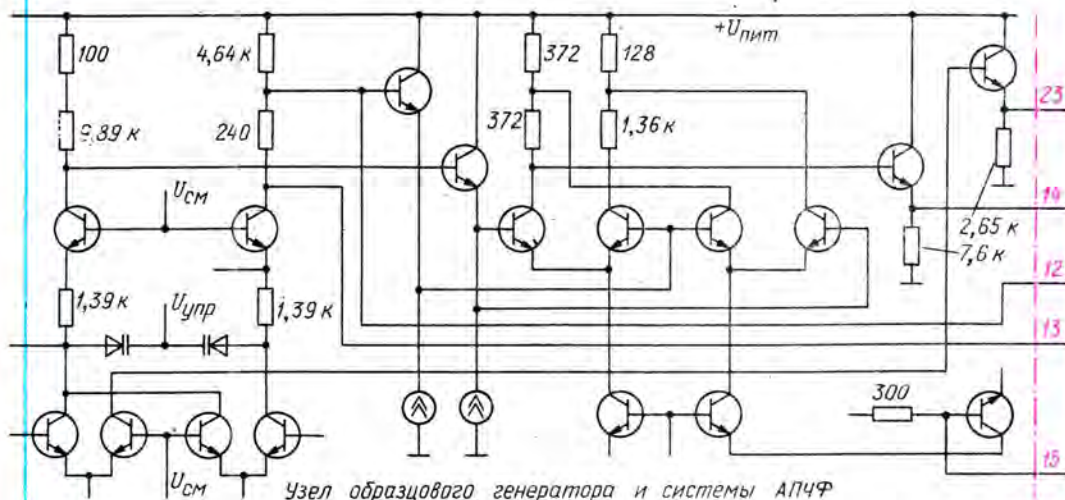 +Uпит
100
4,64 к
372
128
23
9,89 к
240
372
1,36 к
Uсм
19
2,65 к
7,6 к
12
1,39 к
Uупр
1,39 к
13
300
Uсм
15
Узел образцового генератора и системы АПЧФ